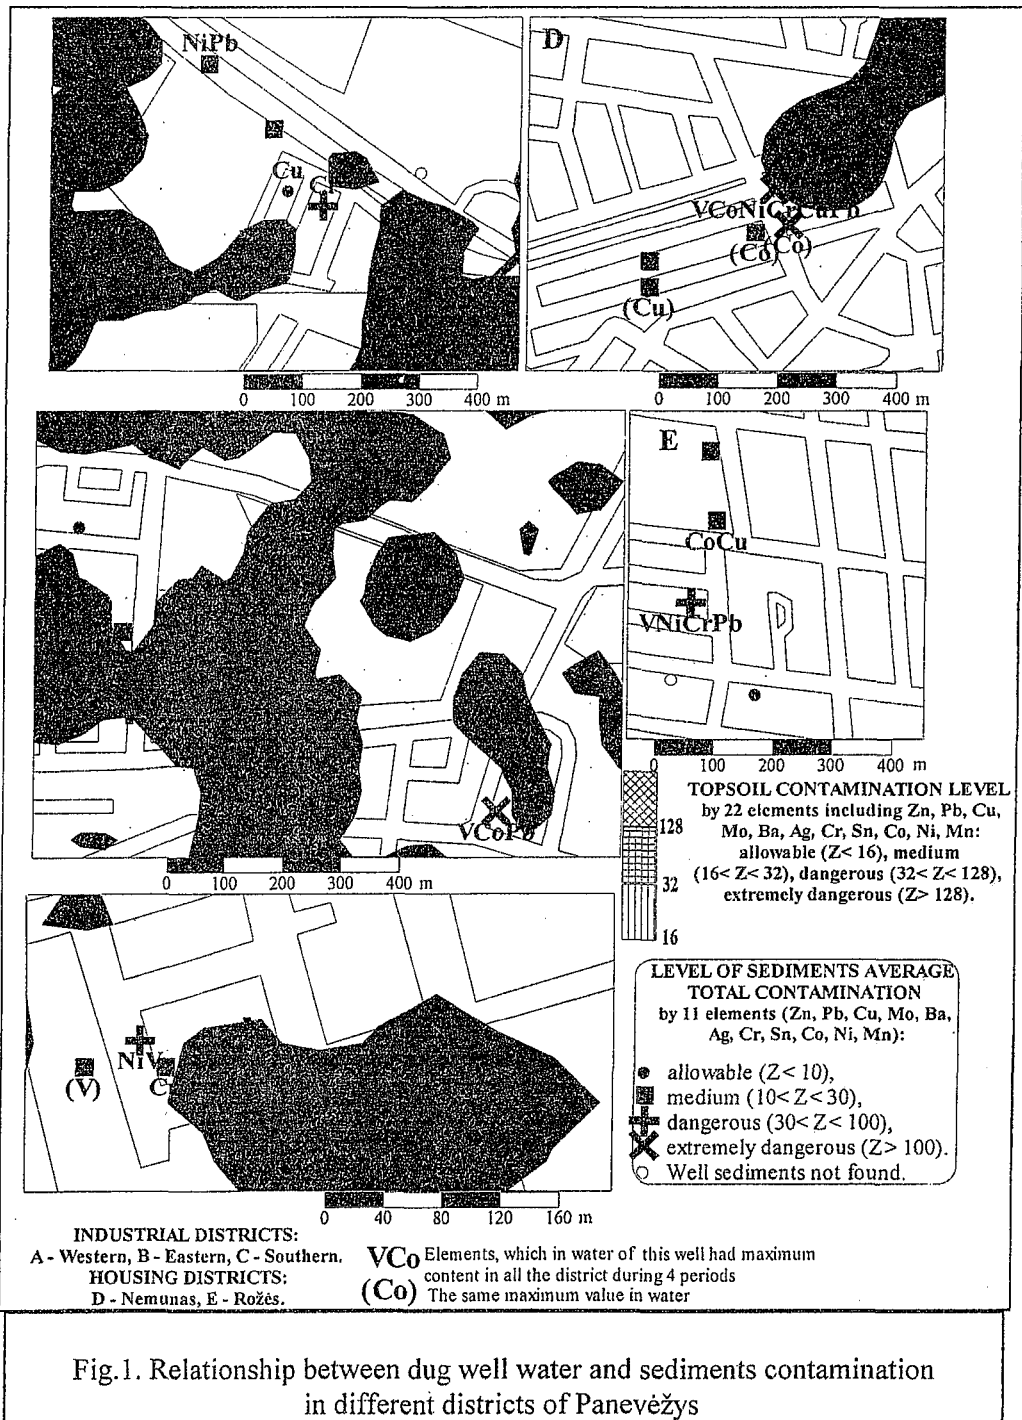 NiPb
Cu
Cr
0 100 200 300 400 m
D
VCoNiCrCuPb
(Co)
(Co)
(Cu)
0 100 200 300 400 m
VCoPb
0 100 200 300 400 m
E
CoCu
VNiCrPb
0 100 200 300 400 m
TOPSOIL CONTAMINATION LEVEL
by 22 elements including Zn, Pb, Cu,
Mo, Ba, Ag, Cr, Sn, Co, Ni, Mn:
allowable (Z< 16), medium
(16< Z< 32), dangerous (32< Z< 128),
extremely dangerous (Z> 128).
128
32
16
NiV
(V)
0 40 80 120 160 m
LEVEL OF SEDIMENTS AVERAGE
TOTAL CONTAMINATION
by 11 elements (Zn, Pb, Cu, Mo, Ba,
Ag, Cr, Sn, Co, Ni, Mn):
allowable (Z< 10),
medium (10< Z< 30),
dangerous (30< Z< 100),
extremely dangerous (Z> 100).
Well sediments not found.
INDUSTRIAL DISTRICTS:
A - Western, B - Eastern, C - Southern.
HOUSING DISTRICTS:
D - Nemunas, E - Rožės.
VCo Elements, which in water of this well had maximum
content in all the district during 4 periods
(Co) The same maximum value in water
Fig.1. Relationship between dug well water and sediments contamination
in different districts of Panevėžys